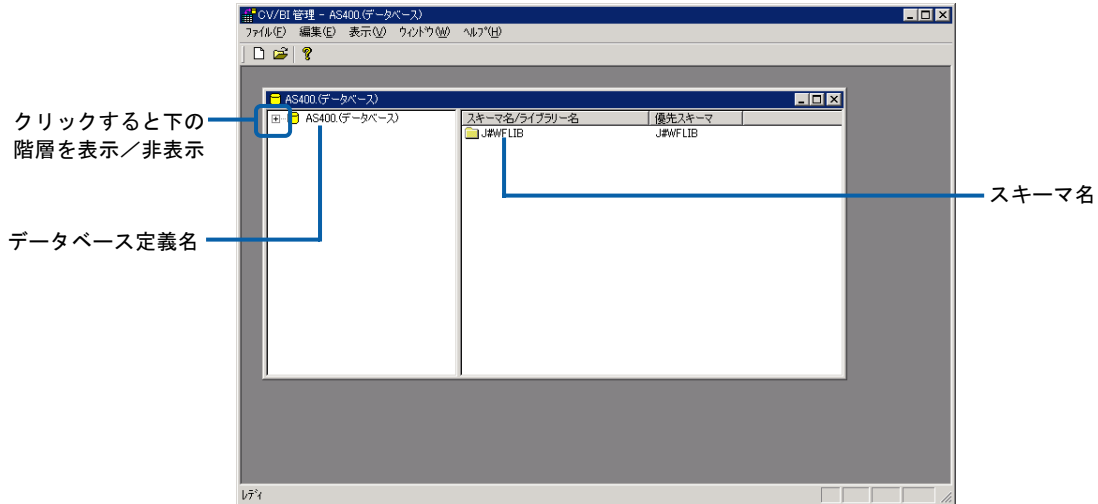 CV/BI 管理 - AS400.(データベース)
ファイル(F) 編集(E) 表示(V) ウィンドウ(W) ヘルプ(H)
AS400.(データベース)
AS400.(データベース)
スキーマ名/ライブラリー名 優先スキーマ
J#WFLIB J#WFLIB
クリックすると下の
階層を表示／非表示
データベース定義名
スキーマ名
レディ